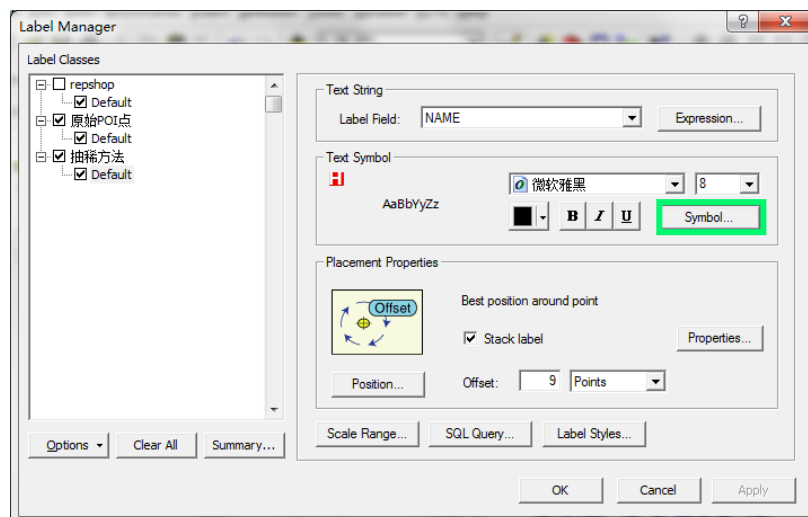 Label Manager
Label Classes
repshop
Default
原始POI点
Default
抽稀方法
Default
Options
Clear All
Summary...
Text String
Label Field:
NAME
Expression...
Text Symbol
AaBbYyZz
微软雅黑
8
B I U
Symbol...
Placement Properties
Offset
Best position around point
Stack label
Properties...
Position...
Offset:
9
Points
Scale Range...
SQL Query...
Label Styles...
OK
Cancel
Apply